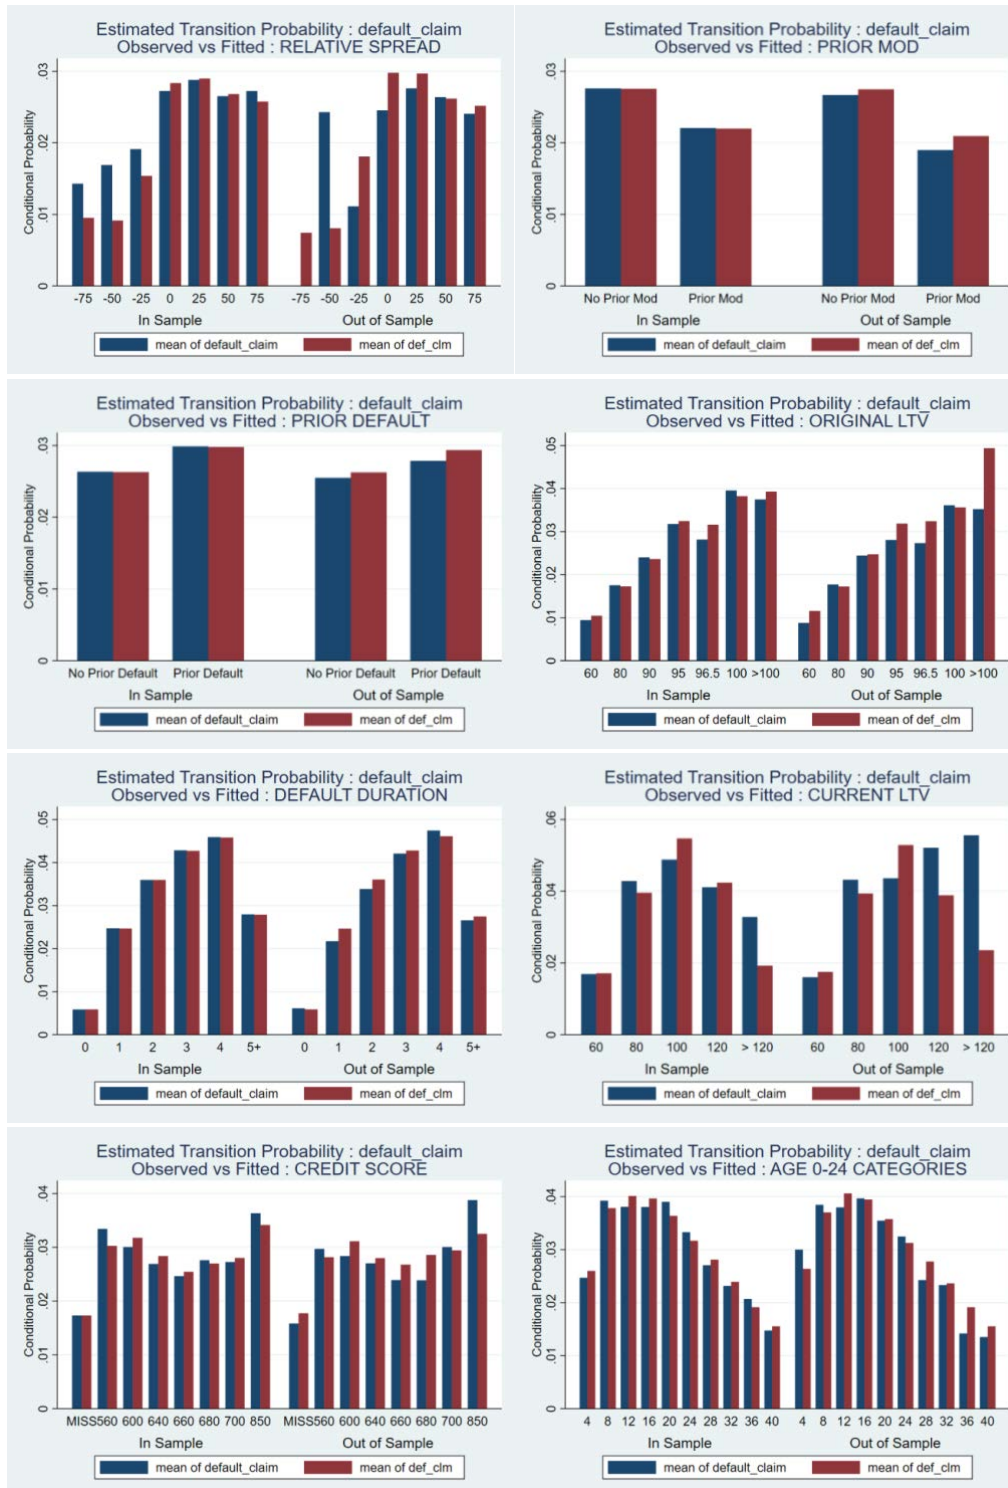 Estimated Transition Probability : default_claim
Observed vs Fitted : RELATIVE SPREAD
Conditional Probability
.03
.02
.01
0
-75 -50 -25 0 25 50 75 -75 -50 -25 0 25 50 75
In Sample Out of Sample
mean of default_claim mean of def_clm
Estimated Transition Probability : default_claim
Observed vs Fitted : PRIOR MOD
Conditional Probability
.03
.02
.01
0
No Prior Mod Prior Mod No Prior Mod Prior Mod
In Sample Out of Sample
mean of default_claim mean of def_clm
Estimated Transition Probability : default_claim
Observed vs Fitted : PRIOR DEFAULT
Conditional Probability
.03
.02
.01
0
No Prior Default Prior Default No Prior Default Prior Default
In Sample Out of Sample
mean of default_claim mean of def_clm
Estimated Transition Probability : default_claim
Observed vs Fitted : ORIGINAL LTV
Conditional Probability
.05
.04
.03
.02
.01
0
60 80 90 95 96.5 100 >100 60 80 90 95 96.5 100 >100
In Sample Out of Sample
mean of default_claim mean of def_clm
Estimated Transition Probability : default_claim
Observed vs Fitted : DEFAULT DURATION
Conditional Probability
.05
.04
.03
.02
.01
0
0 1 2 3 4 5+ 0 1 2 3 4 5+
In Sample Out of Sample
mean of default_claim mean of def_clm
Estimated Transition Probability : default_claim
Observed vs Fitted : CURRENT LTV
Conditional Probability
.06
.04
.02
0
60 80 100 120 > 120 60 80 100 120 > 120
In Sample Out of Sample
mean of default_claim mean of def_clm
Estimated Transition Probability : default_claim
Observed vs Fitted : CREDIT SCORE
Conditional Probability
.04
.03
.02
.01
0
MISS560 600 640 660 680 700 850 MISS560 600 640 660 680 700 850
In Sample Out of Sample
mean of default_claim mean of def_clm
Estimated Transition Probability : default_claim
Observed vs Fitted : AGE 0-24 CATEGORIES
Conditional Probability
.04
.03
.02
.01
0
4 8 12 16 20 24 28 32 36 40 4 8 12 16 20 24 28 32 36 40
In Sample Out of Sample
mean of default_claim mean of def_clm